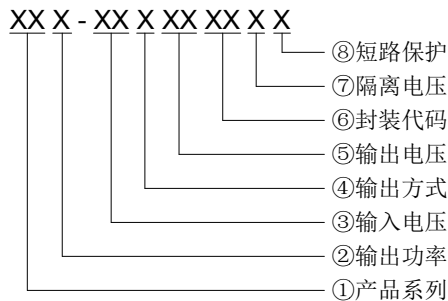 XX X - XX X XX XX X X
⑧短路保护
⑦隔离电压
⑥封装代码
⑤输出电压
④输出方式
③输入电压
②输出功率
①产品系列